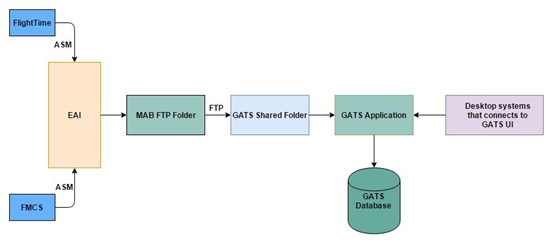 FlightTime
ASM
EAI
ASM
FMCS
MAB FTP Folder
FTP
GATS Shared Folder
GATS Application
Desktop systems
that connects to
GATS UI
GATS
Database